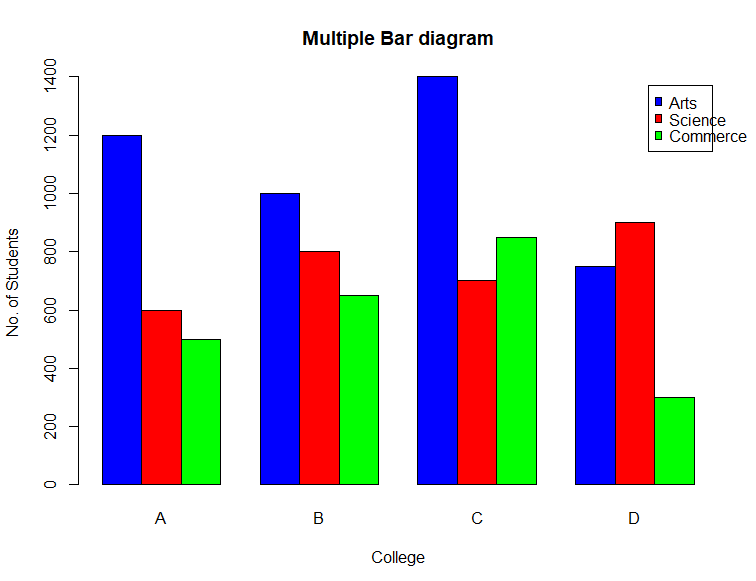 Multiple Bar diagram
Arts
Science
Commerce
1400
1200
1000
800
600
400
200
0
No. of Students
A B C D
College